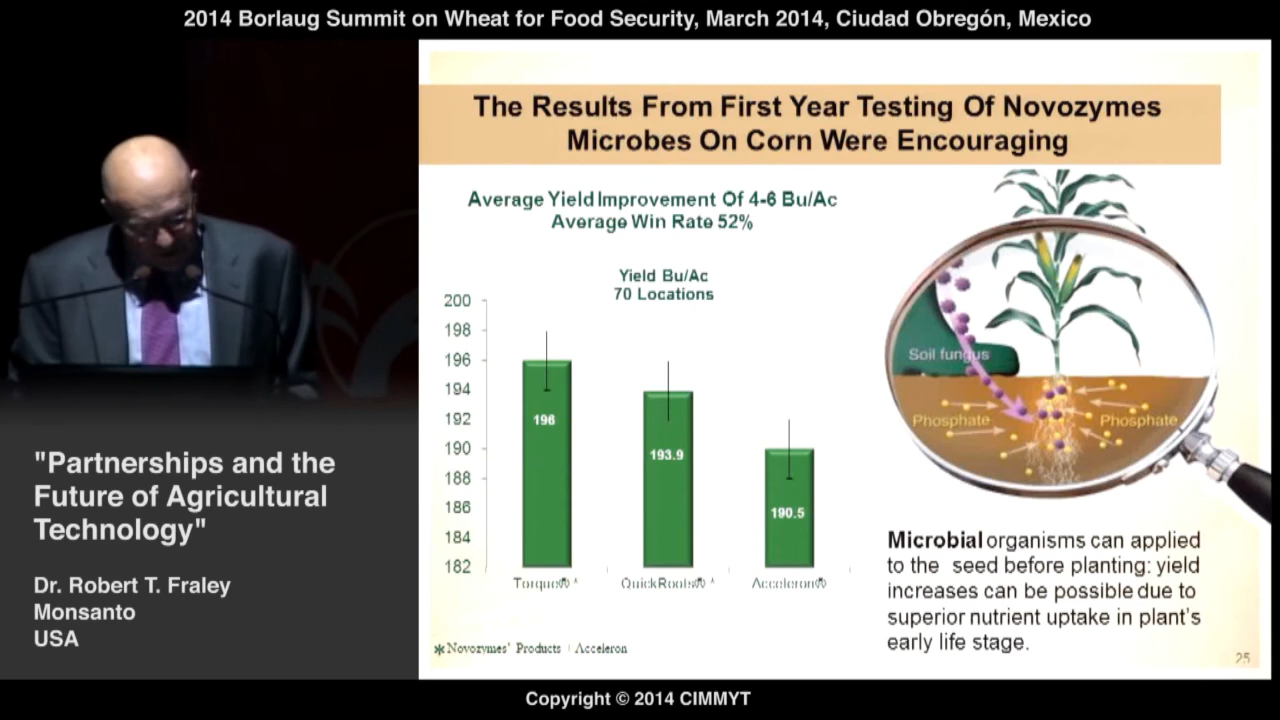 2014 Borlaug Summit on Wheat for Food Security, March 2014, Ciudad Obregón, Mexico
The Results From First Year Testing Of Novozymes
Microbes On Corn Were Encouraging
Average Yield Improvement Of 4-6 Bu/Ac
Average Win Rate 52%
Yield Bu/Ac
70 Locations
200
198
196
194
192
190
188
186
184
182
196
193.9
190.5
Torque® *
QuickRoots® *
Acceleron®
* Novozymes' Products | Acceleron
Soil fungus
Phosphate
Phosphate
Microbial organisms can applied
to the seed before planting: yield
increases can be possible due to
superior nutrient uptake in plant's
early life stage.
25
"Partnerships and the
Future of Agricultural
Technology"
Dr. Robert T. Fraley
Monsanto
USA
Copyright © 2014 CIMMYT